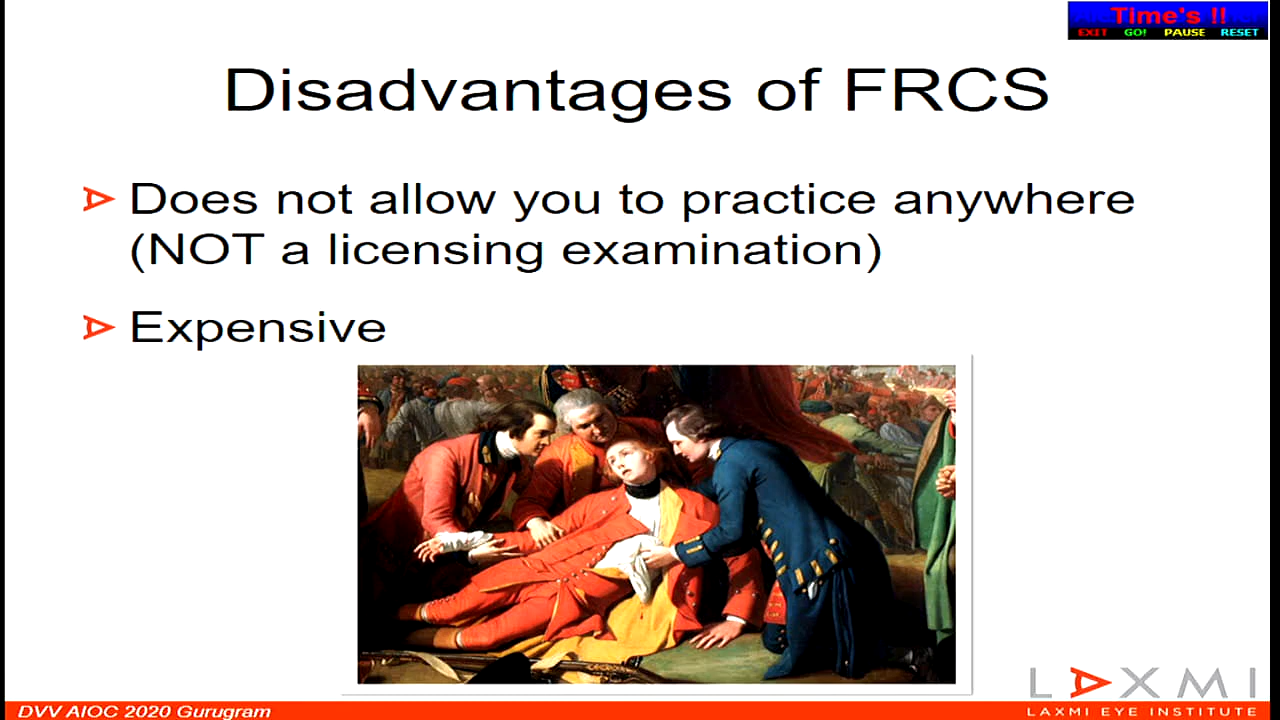 Time's !!
EXIT GO! PAUSE RESET
Disadvantages of FRCS
Does not allow you to practice anywhere
(NOT a licensing examination)
Expensive
LAXMI
LAXMI EYE INSTITUTE
DVV AIOC 2020 Gurugram